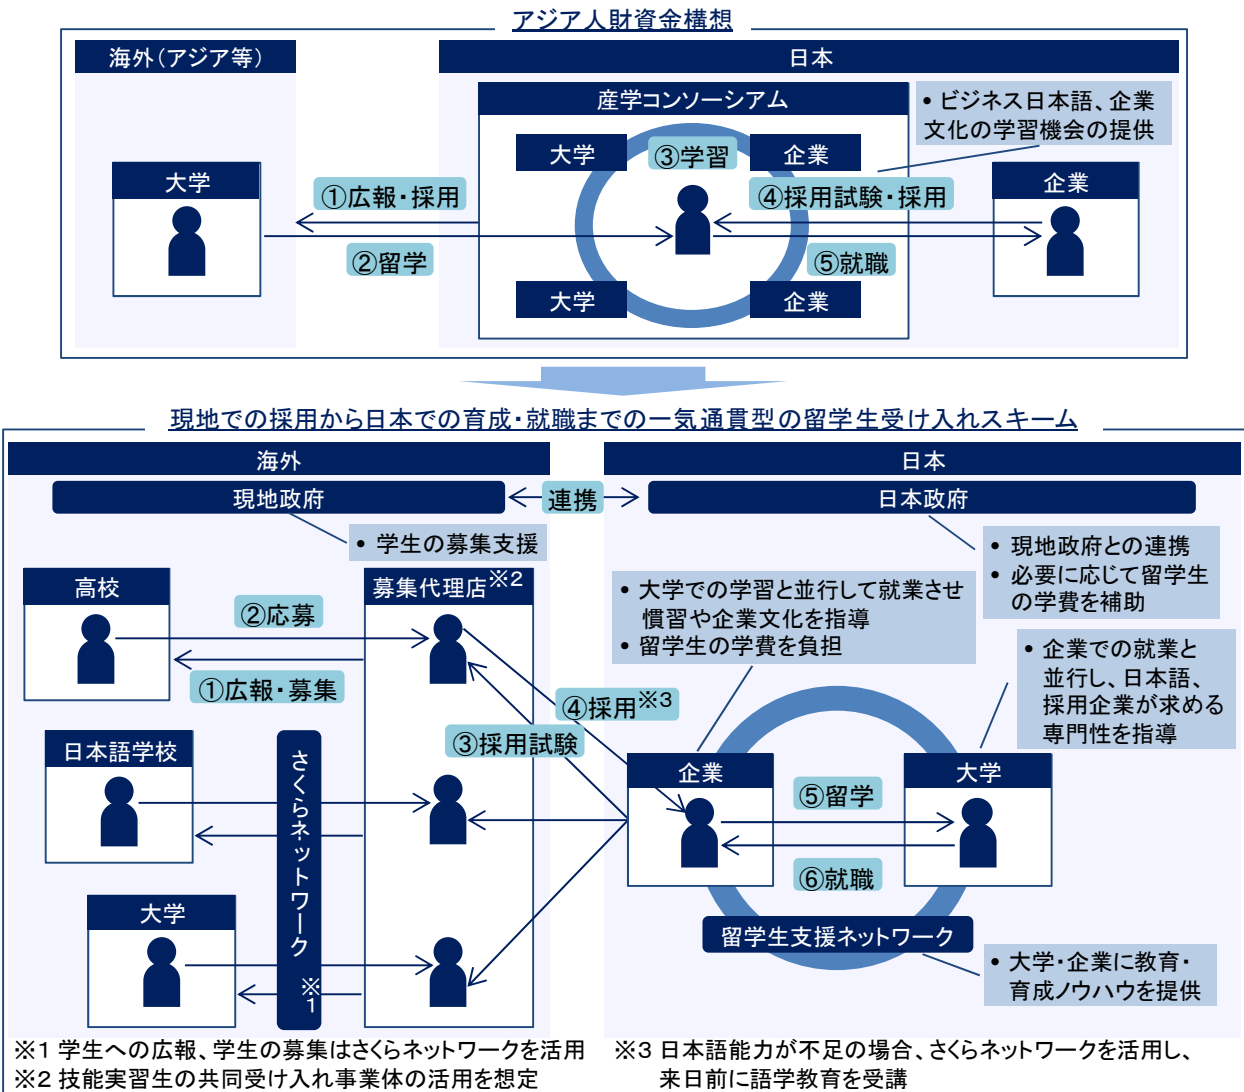 アジア人財資金構想
海外（アジア等）
日本
産学コンソーシアム
• ビジネス日本語、企業
文化の学習機会の提供
大学
③学習
企業
大学
①広報・採用
④採用試験・採用
企業
②留学
⑤就職
大学
企業
現地での採用から日本での育成・就職までの一気通貫型の留学生受け入れスキーム
海外
日本
現地政府
連携
日本政府
• 学生の募集支援
• 現地政府との連携
• 必要に応じて留学生
の学費を補助
高校
②応募
①広報・募集
募集代理店※2
• 大学での学習と並行して就業させ
慣習や企業文化を指導
• 留学生の学費を負担
• 企業での就業と
並行し、日本語、
採用企業が求める
専門性を指導
④採用※3
③採用試験
日本語学校
さくらネットワーク※1
企業
⑤留学
大学
⑥就職
大学
留学生支援ネットワーク
• 大学・企業に教育・
育成ノウハウを提供
※1 学生への広報、学生の募集はさくらネットワークを活用
※2 技能実習生の共同受け入れ事業体の活用を想定
※3 日本語能力が不足の場合、さくらネットワークを活用し、
来日前に語学教育を受講